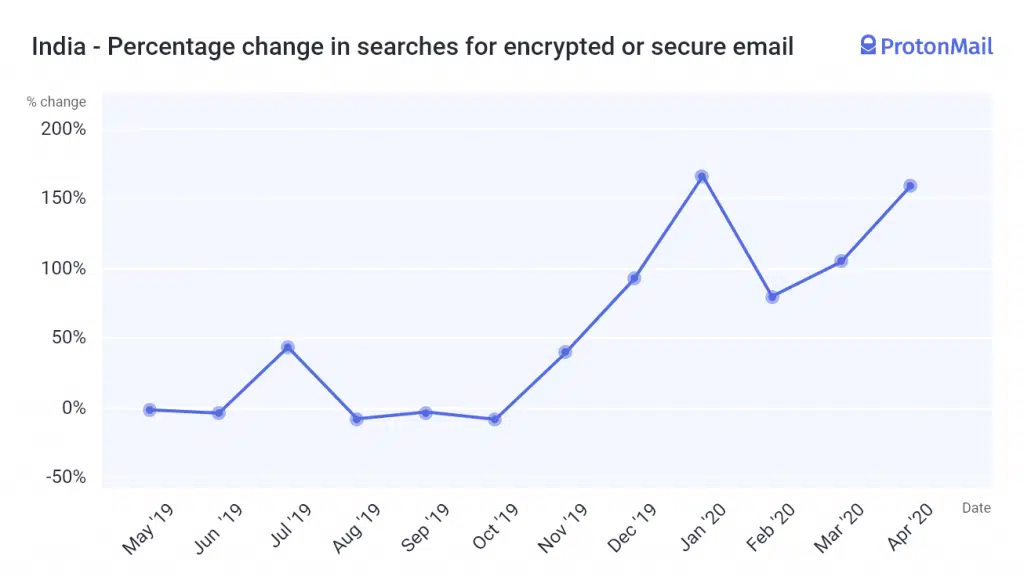 India - Percentage change in searches for encrypted or secure email
ProtonMail
% change
200%
150%
100%
50%
0%
-50%
May '19
Jun '19
Jul '19
Aug '19
Sep '19
Oct '19
Nov '19
Dec '19
Jan '20
Feb '20
Mar'20
Apr '20
Date